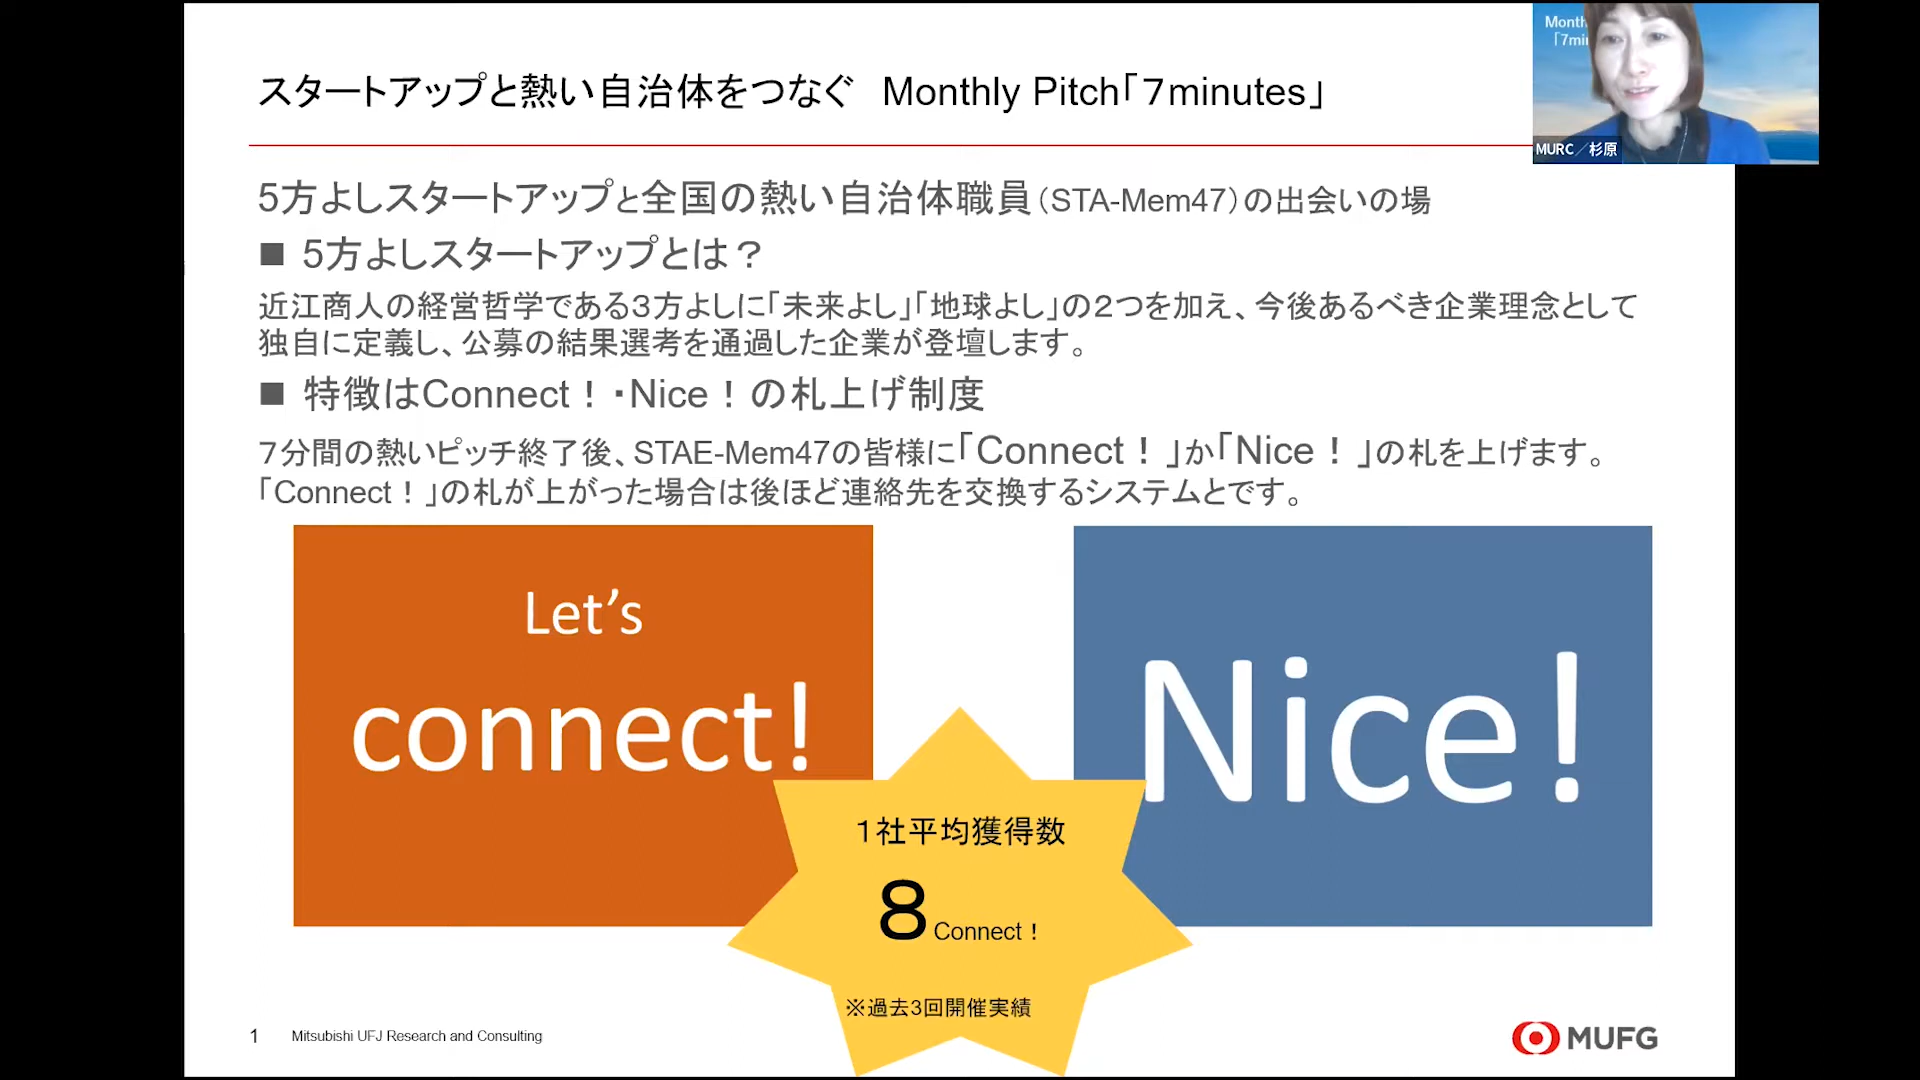 スタートアップと熱い自治体をつなぐ　Monthly Pitch「７minutes」
Month
「7mi
MURC／杉原
5方よしスタートアップと全国の熱い自治体職員（STA-Mem47）の出会いの場
■ 5方よしスタートアップとは？
近江商人の経営哲学である３方よしに「未来よし」「地球よし」の２つを加え、今後あるべき企業理念として
独自に定義し、公募の結果選考を通過した企業が登壇します。
■ 特徴はConnect！・Nice！の札上げ制度
７分間の熱いピッチ終了後、STAE-Mem47の皆様に「Connect！」か「Nice！」の札を上げます。
「Connect！」の札が上がった場合は後ほど連絡先を交換するシステムとです。
Let's
connect!
Nice!
１社平均獲得数
８Connect！
※過去3回開催実績
1 Mitsubishi UFJ Research and Consulting
MUFG